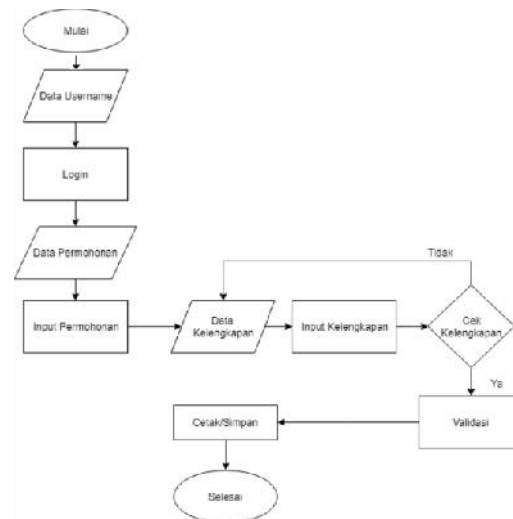 Mulai
Data Username
Login
Data Permohonan
Tidak
Input Permohonan
Data
Kelengkapan
Input Kelengkapan
Cek
Kelengkapan
Ya
Cetak/Simpan
Validasi
Selesai